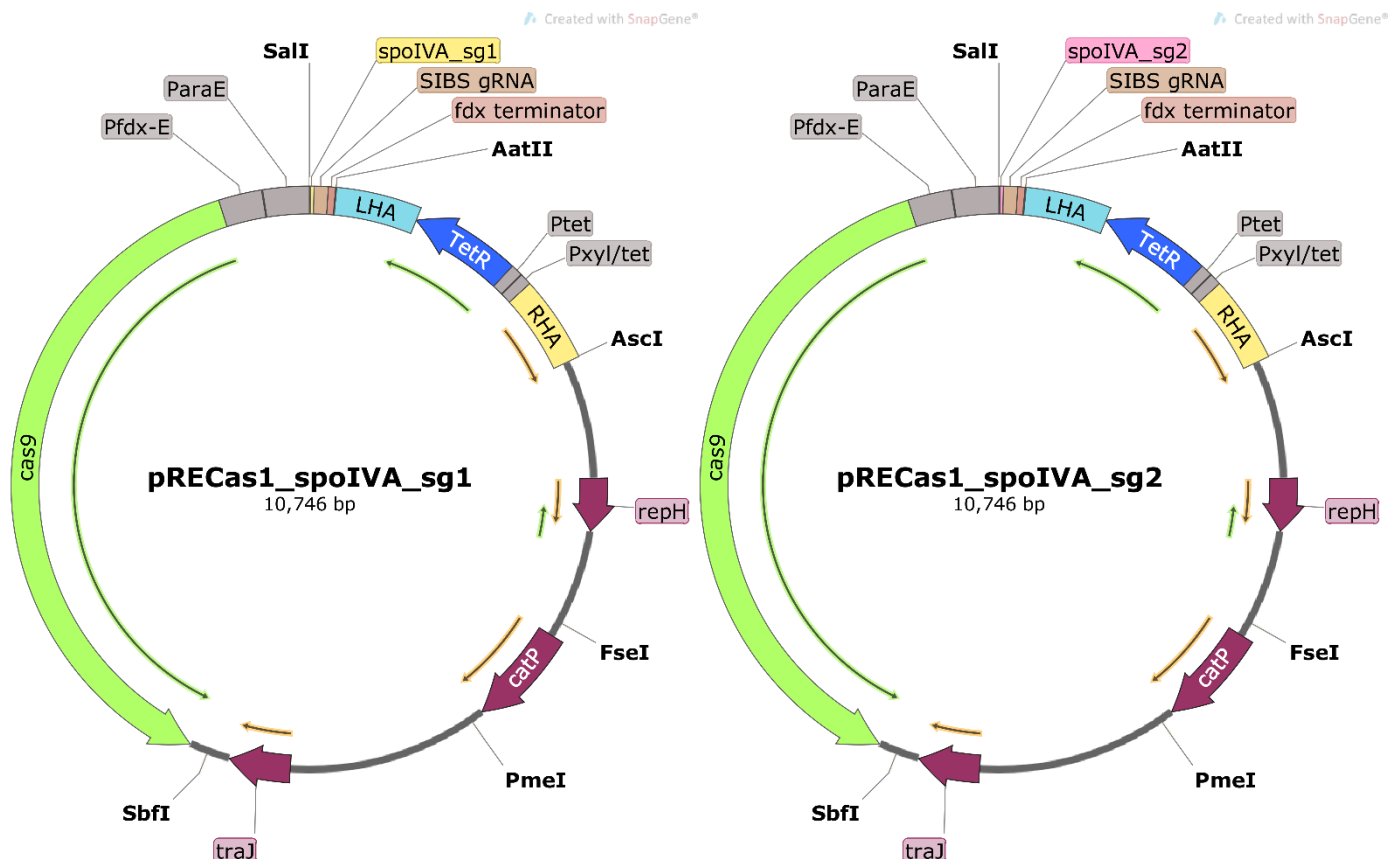 Created with SnapGene®
SalI
spoIVA_sg1
SIBS gRNA
fdx terminator
AatII
ParaE
Pfdx-E
LHA
TetR
Ptet
Pxyl/tet
RHA
AscI
cas9
pRECas1_spoIVA_sg1
10,746 bp
repH
FseI
catP
PmeI
SbfI
traJ
Created with SnapGene®
SalI
spoIVA_sg2
SIBS gRNA
fdx terminator
AatII
ParaE
Pfdx-E
LHA
TetR
Ptet
Pxyl/tet
RHA
AscI
cas9
pRECas1_spoIVA_sg2
10,746 bp
repH
FseI
catP
PmeI
SbfI
traJ